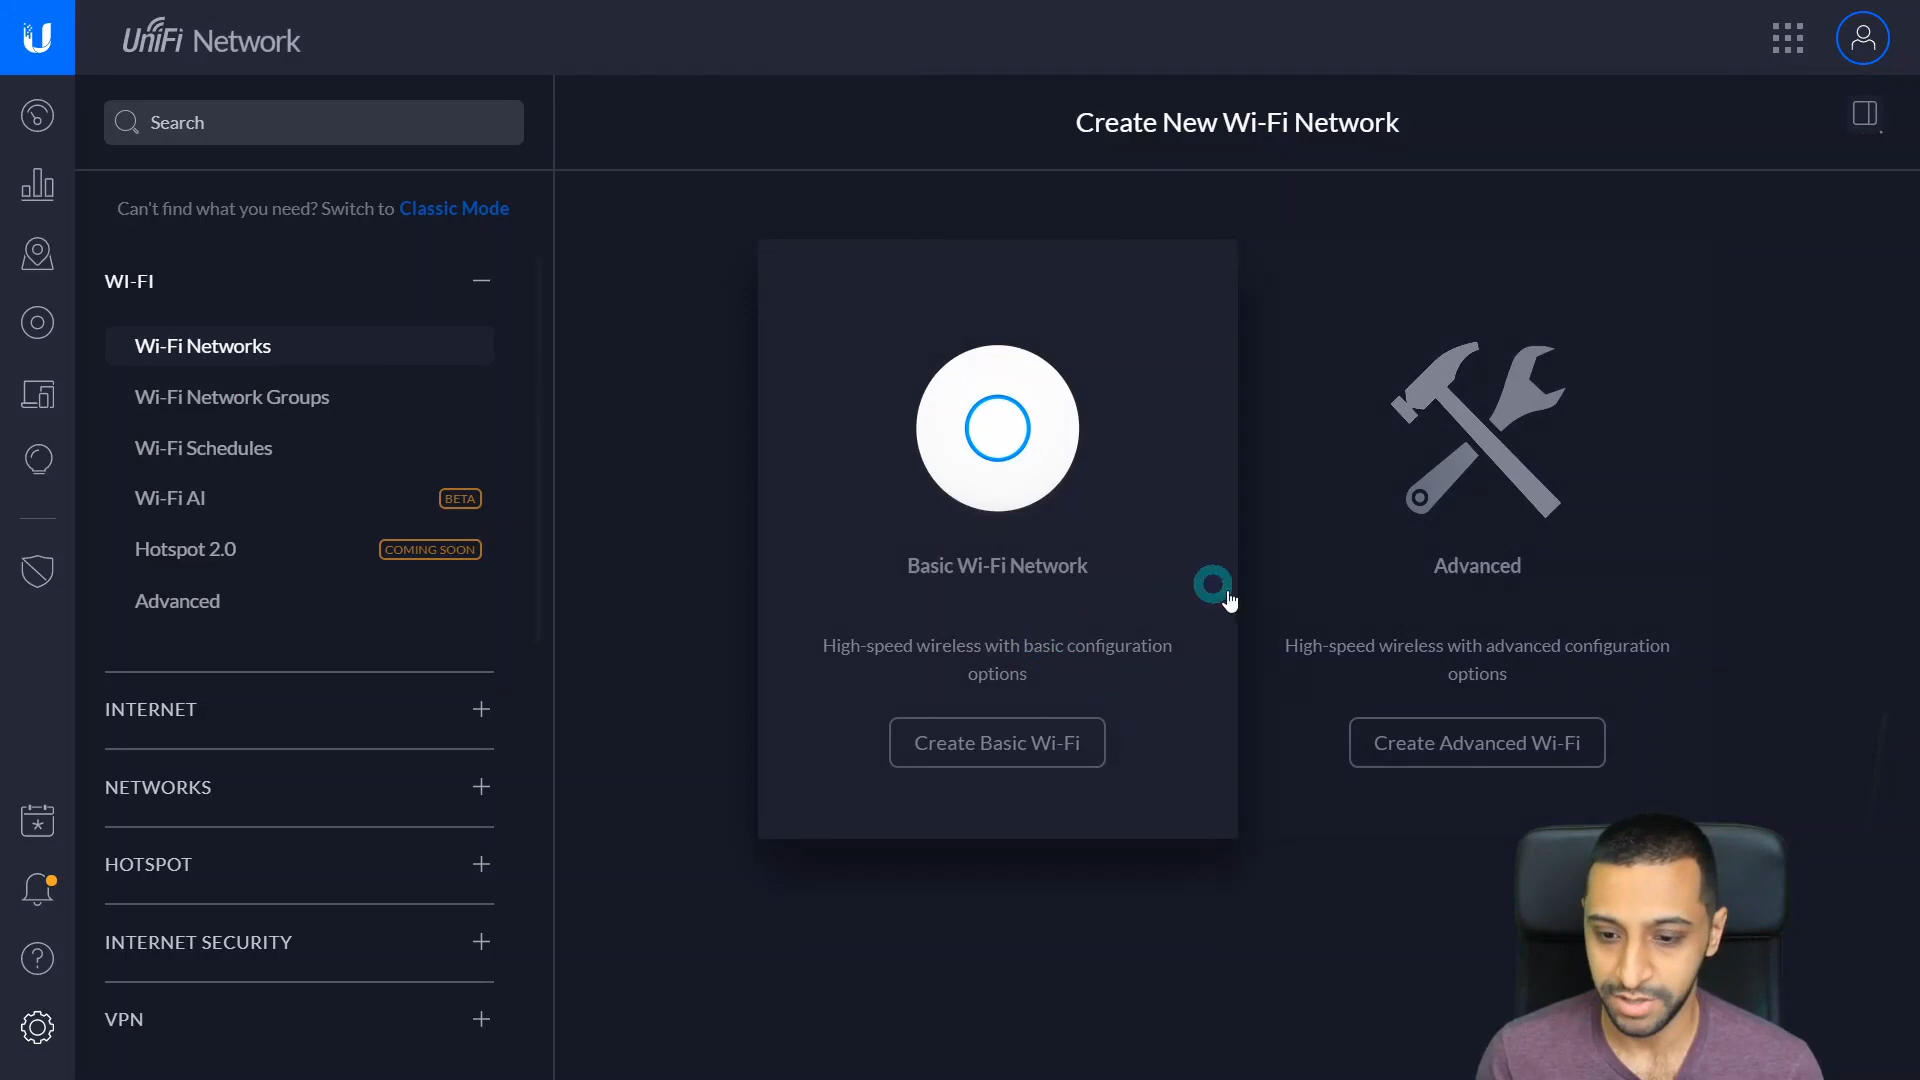 UniFi Network
Search
Create New Wi-Fi Network
Can't find what you need? Switch to Classic Mode
WI-FI
Wi-Fi Networks
Wi-Fi Network Groups
Wi-Fi Schedules
Wi-Fi AI BETA
Hotspot 2.0 COMING SOON
Advanced
INTERNET
NETWORKS
HOTSPOT
INTERNET SECURITY
VPN
Basic Wi-Fi Network
High-speed wireless with basic configuration
options
Create Basic Wi-Fi
Advanced
High-speed wireless with advanced configuration
options
Create Advanced Wi-Fi